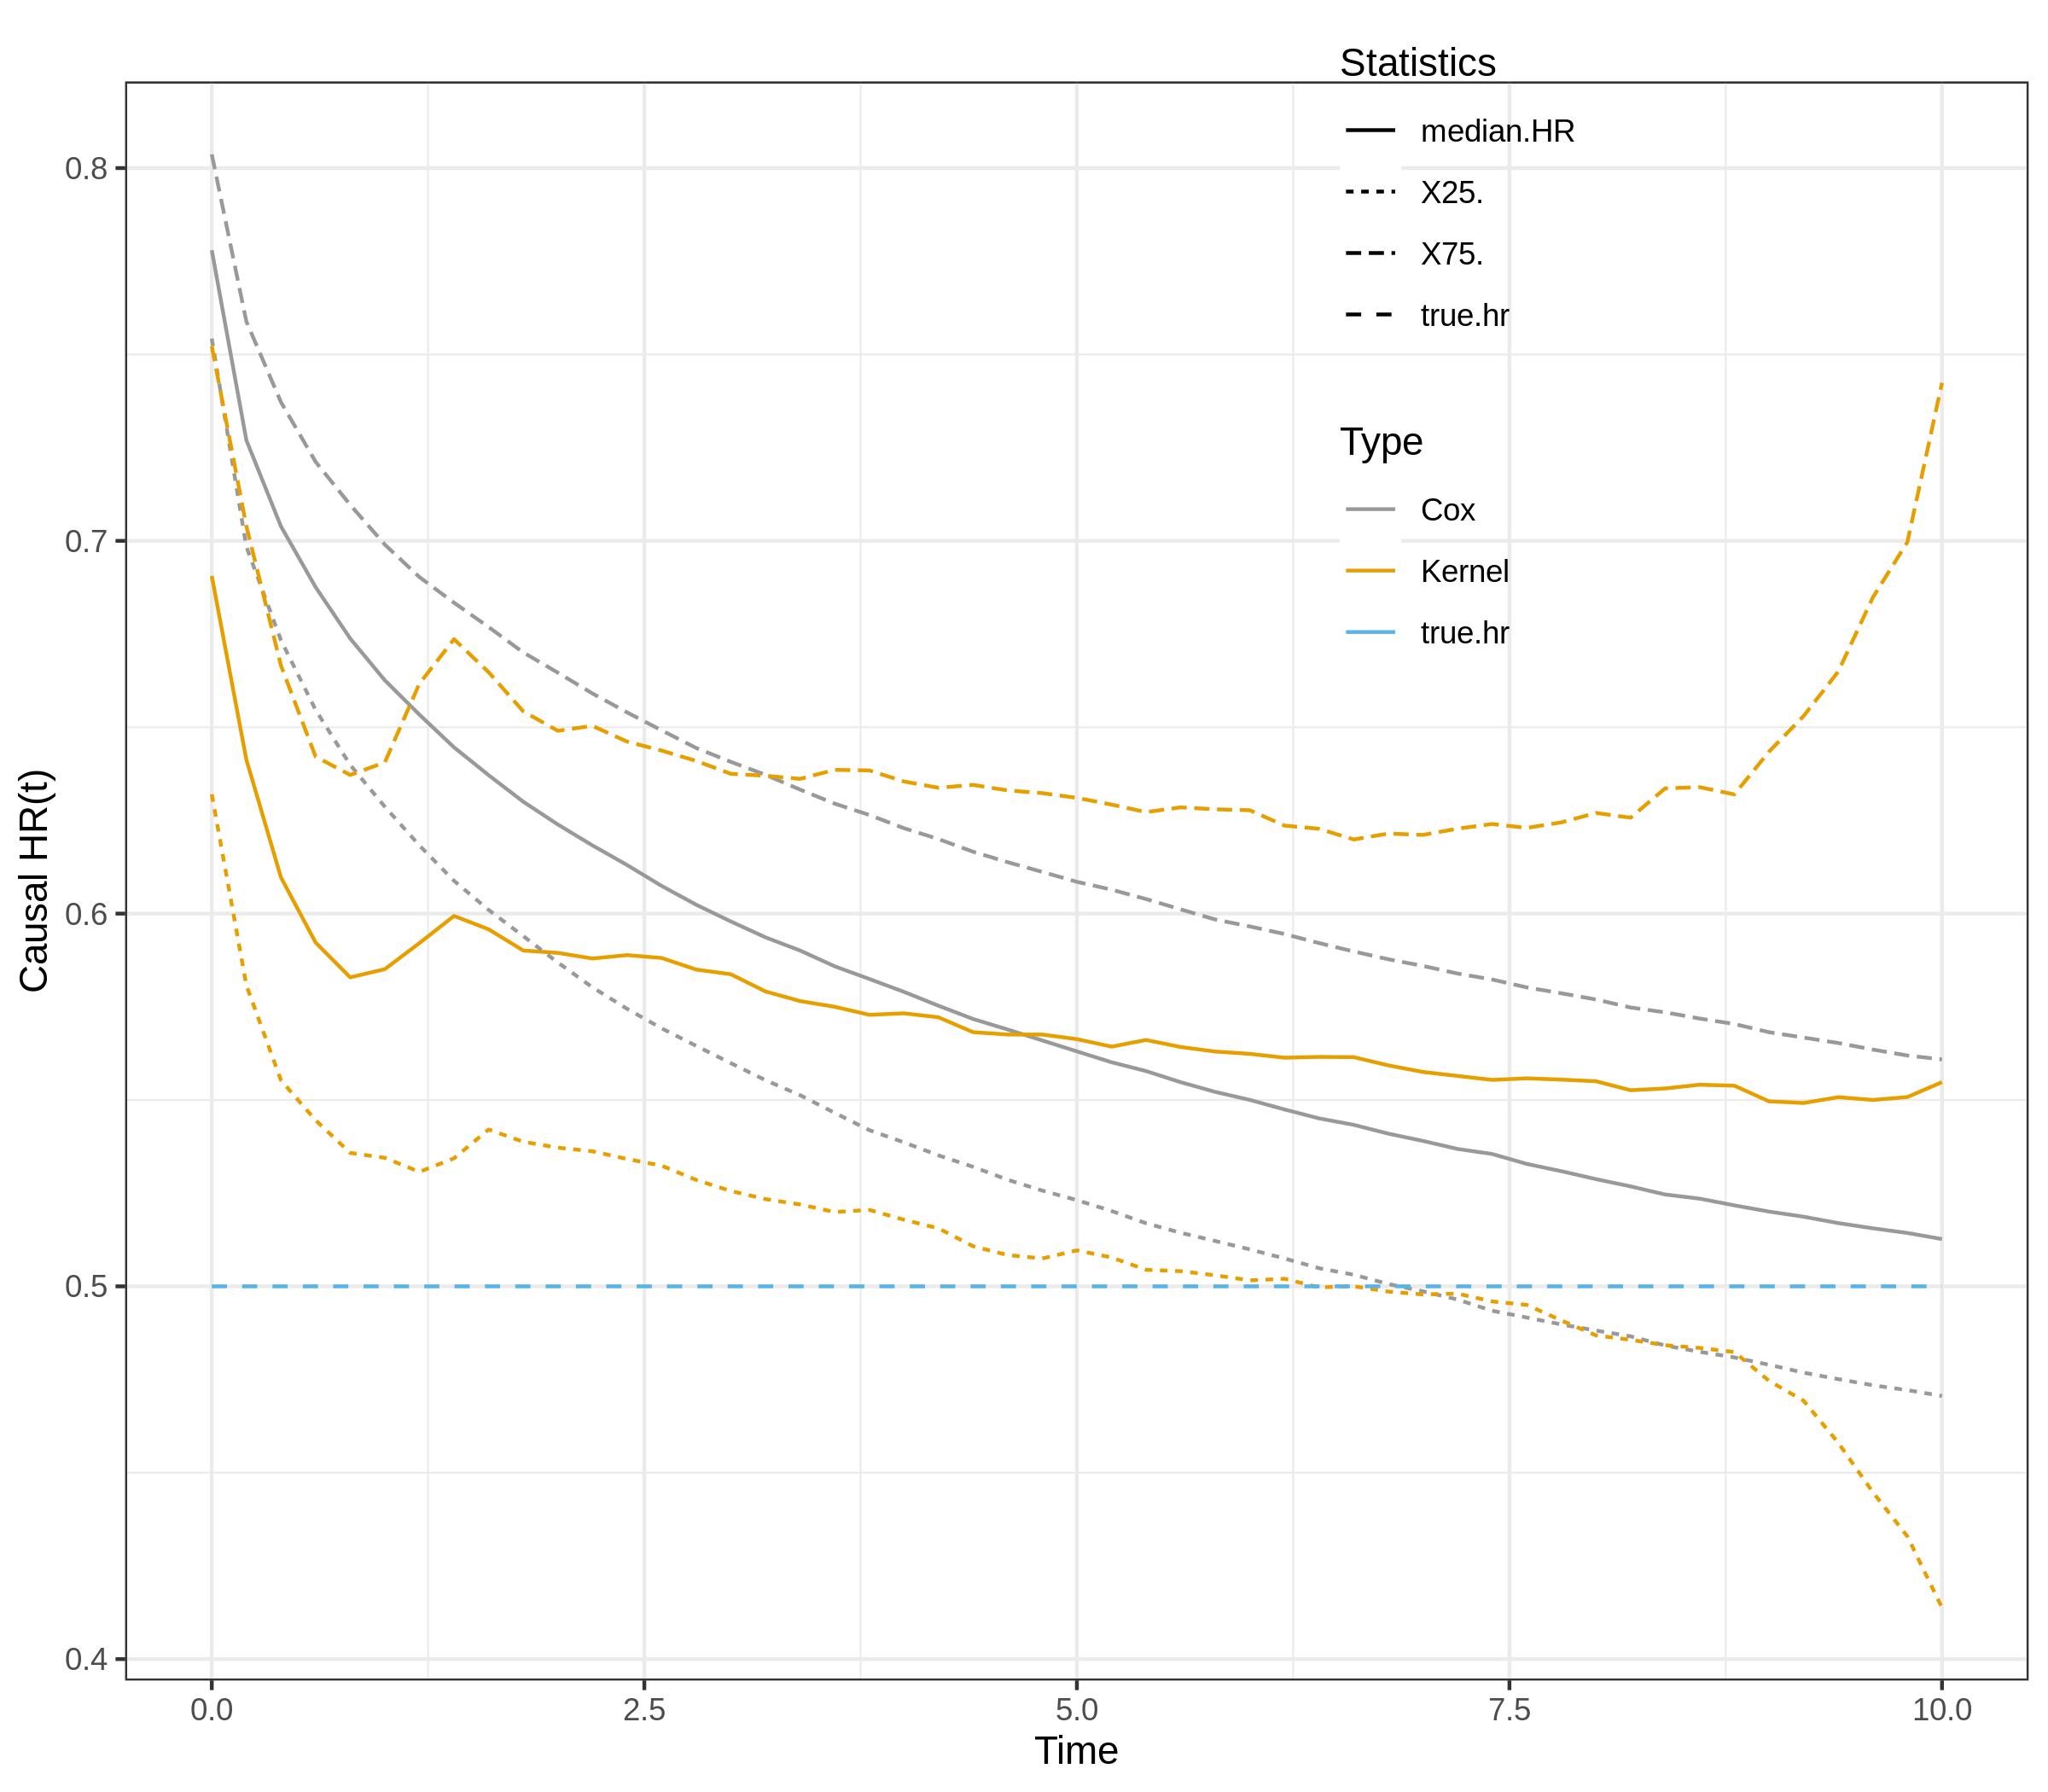 Statistics
median.HR
X25.
X75.
true.hr
Type
Cox
Kernel
true.hr
Causal HR(t)
0.8
0.7
0.6
0.5
0.4
0.0 2.5 5.0 7.5 10.0
Time